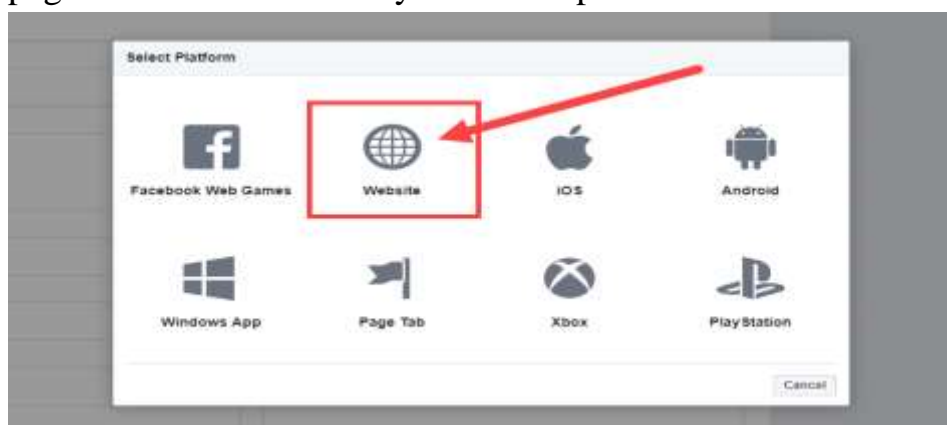 Select Platform
Facebook Web Games
Website
iOS
Android
Windows App
Page Tab
Xbox
PlayStation
Cancel